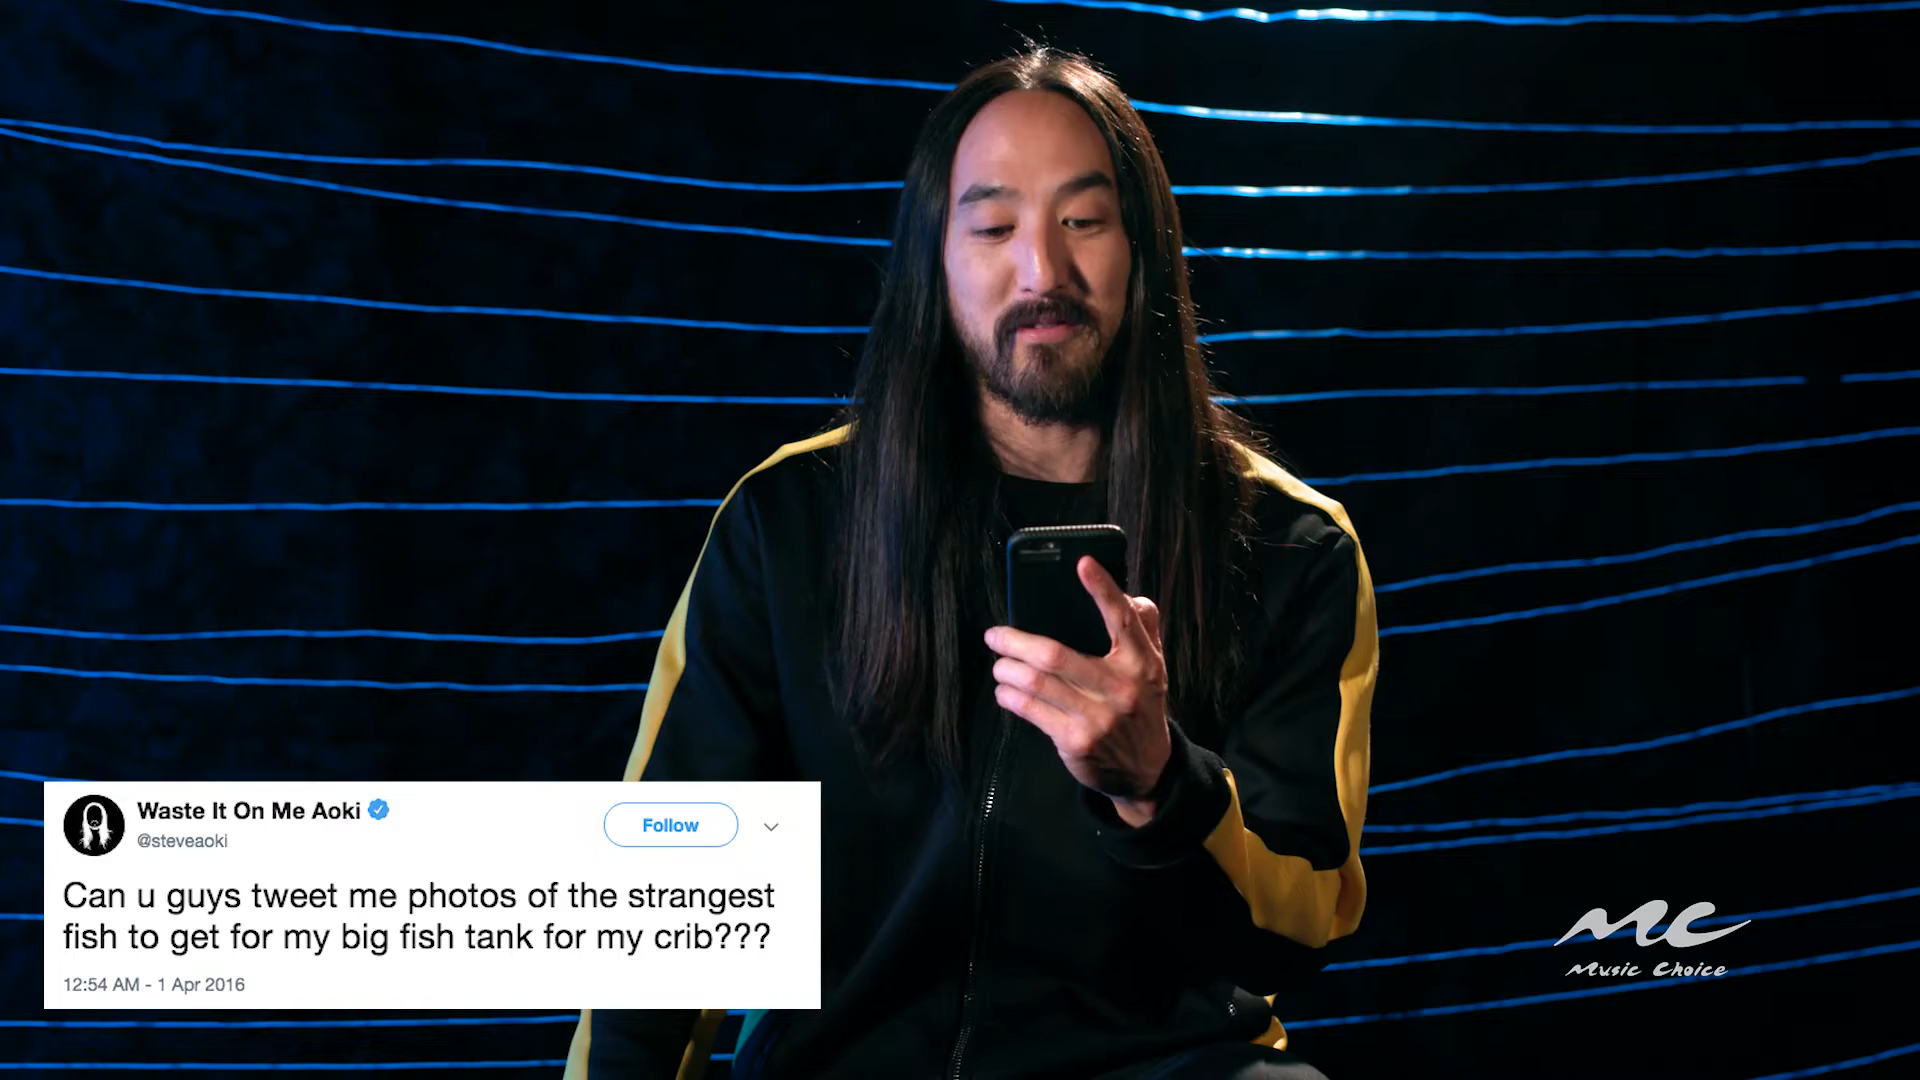 Waste It On Me Aoki
@steveaoki
Follow
Can u guys tweet me photos of the strangest
fish to get for my big fish tank for my crib???
12:54 AM - 1 Apr 2016
MC
Music Choice